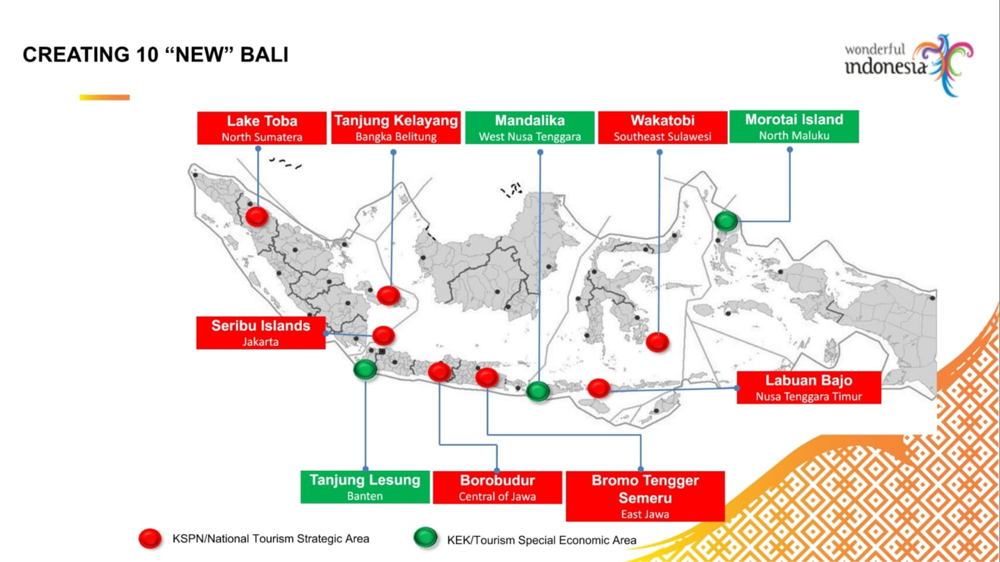 CREATING 10 “NEW” BALI
wonderful
indonesia
Lake Toba
North Sumatera
Tanjung Kelayang
Bangka Belitung
Mandalika
West Nusa Tenggara
Wakatobi
Southeast Sulawesi
Morotai Island
North Maluku
Seribu Islands
Jakarta
Labuan Bajo
Nusa Tenggara Timur
Tanjung Lesung
Banten
Borobudur
Central of Jawa
Bromo Tengger
Semeru
East Jawa
KSPN/National Tourism Strategic Area
KEK/Tourism Special Economic Area